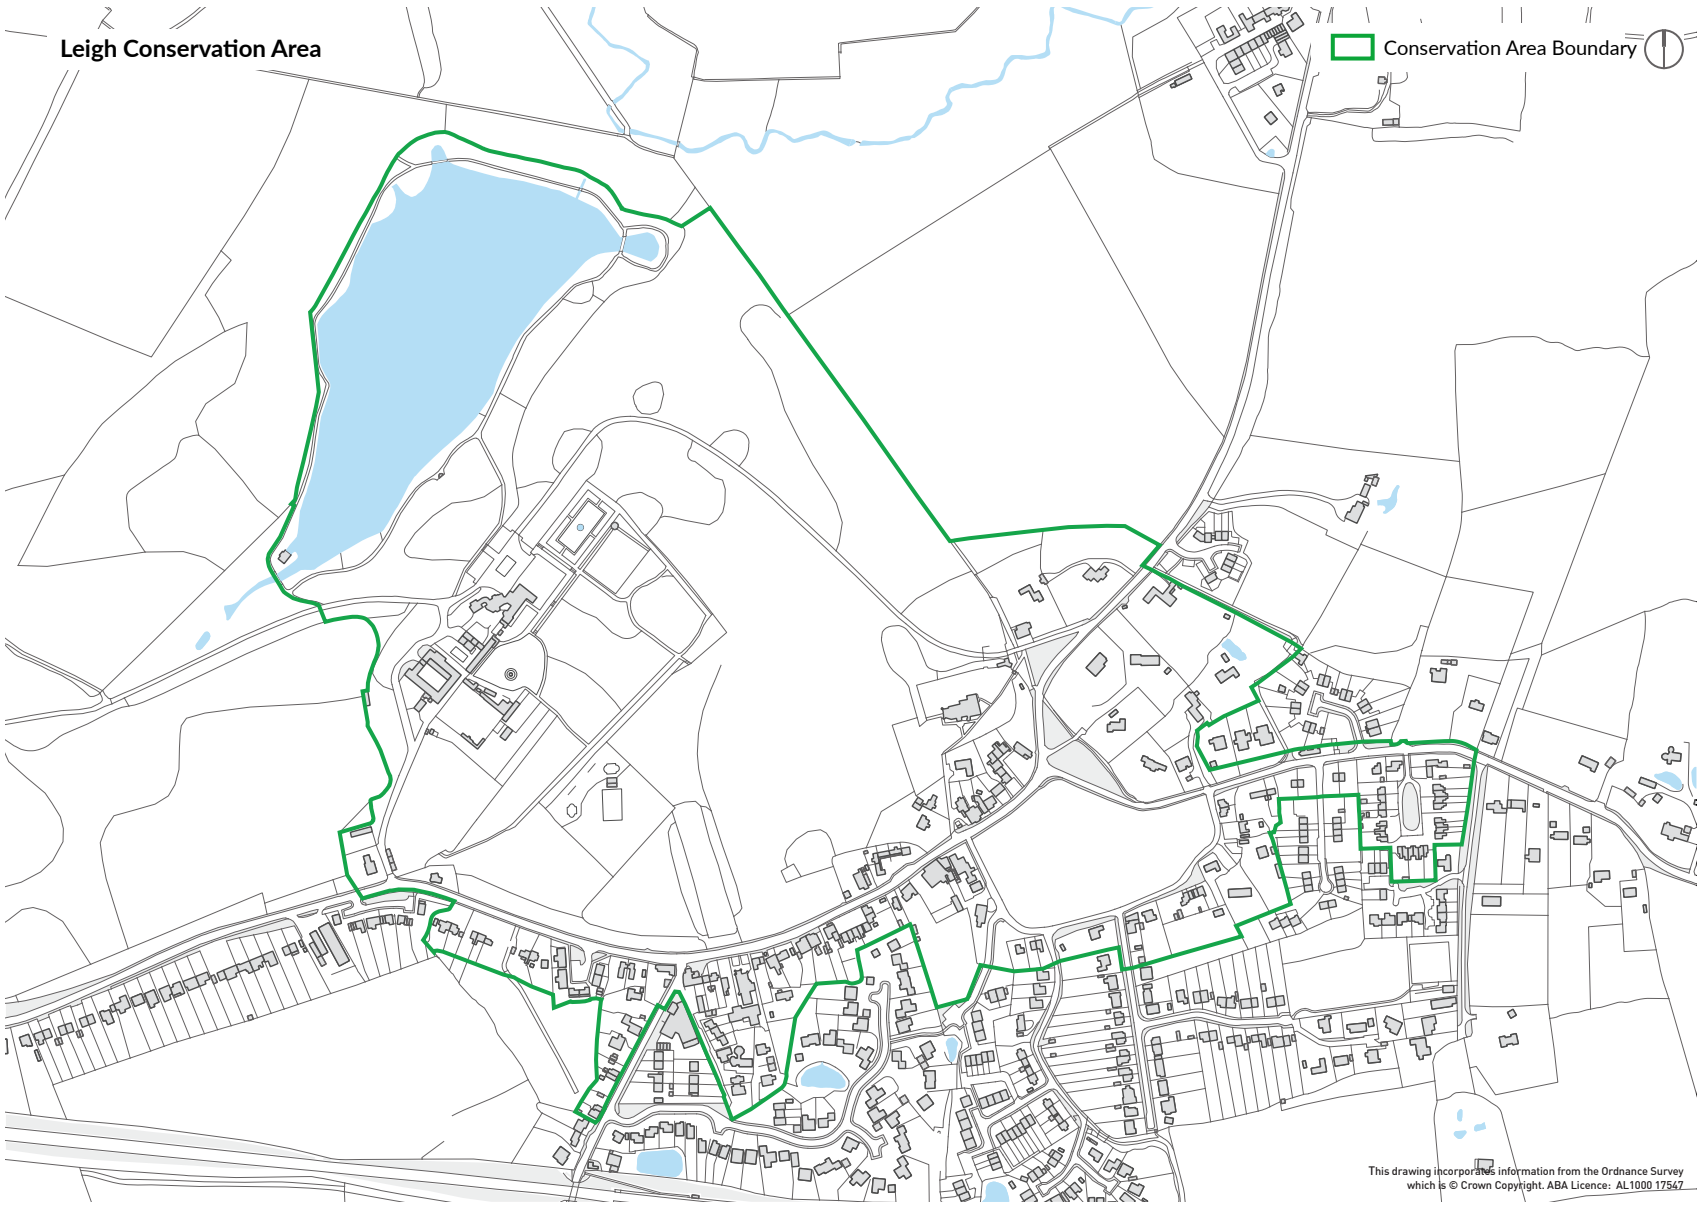 Leigh Conservation Area
Conservation Area Boundary
This drawing incorporates information from the Ordnance Survey
which is © Crown Copyright. ABA Licence: AL1000 17547